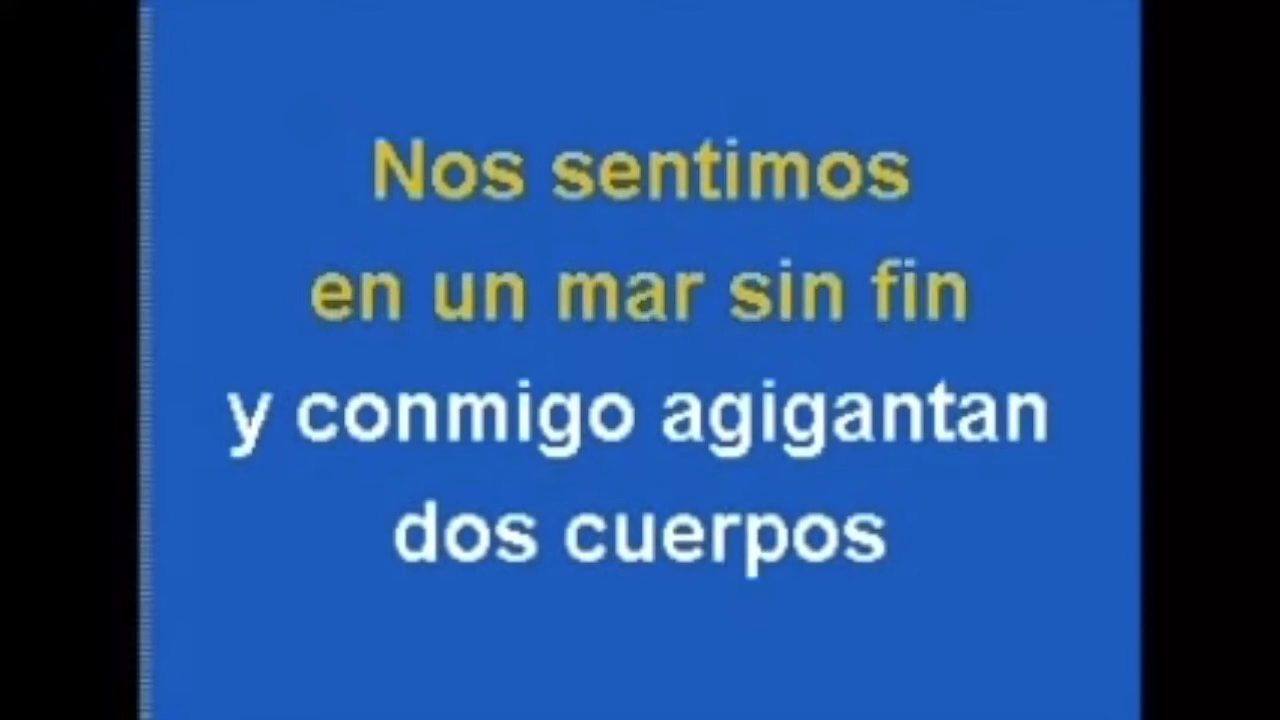 Nos sentimos
en un mar sin fin
y conmigo agigantan
dos cuerpos